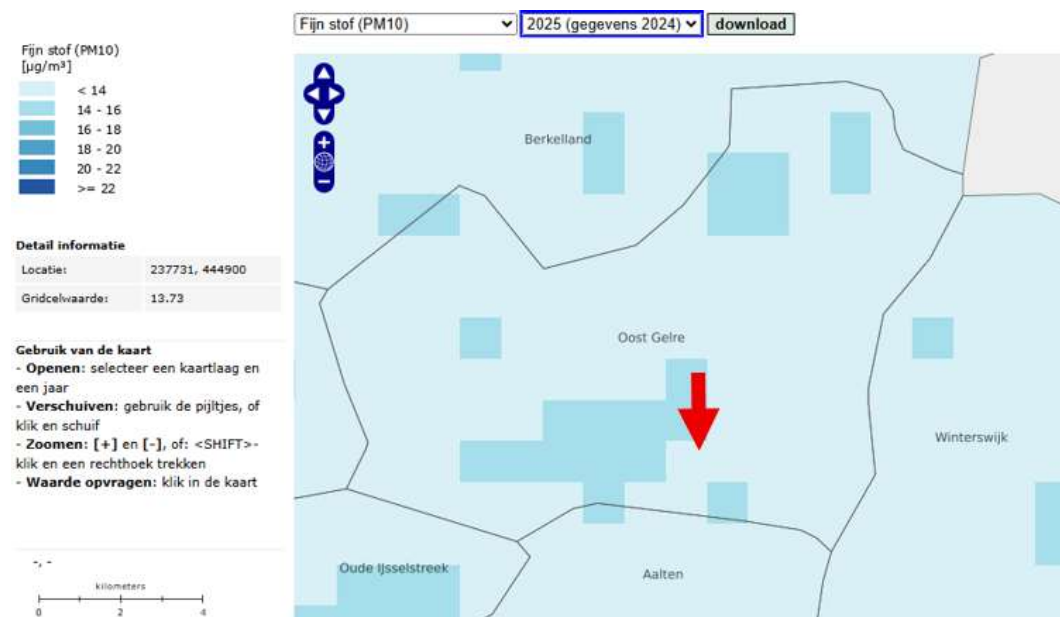 Fijn stof (PM10)
2025 (gegevens 2024)
download
Fijn stof (PM10)
[µg/m³]
< 14
14 - 16
16 - 18
18 - 20
20 - 22
>= 22
Detail informatie
Locatie: 237731, 444900
Gridcelwaarde: 13.73
Gebruik van de kaart
- Openen: selecteer een kaartlaag en
een jaar
- Verschuiven: gebruik de pijltjes, of
klik en schuif
- Zoomen: [+] en [-], of: <SHIFT>-
klik en een rechthoek trekken
- Waarde opvragen: klik in de kaart
-, -
kilometers
0 2 4
Berkelland
Oost Gelre
Winterswijk
Oude IJsselstreek
Aalten